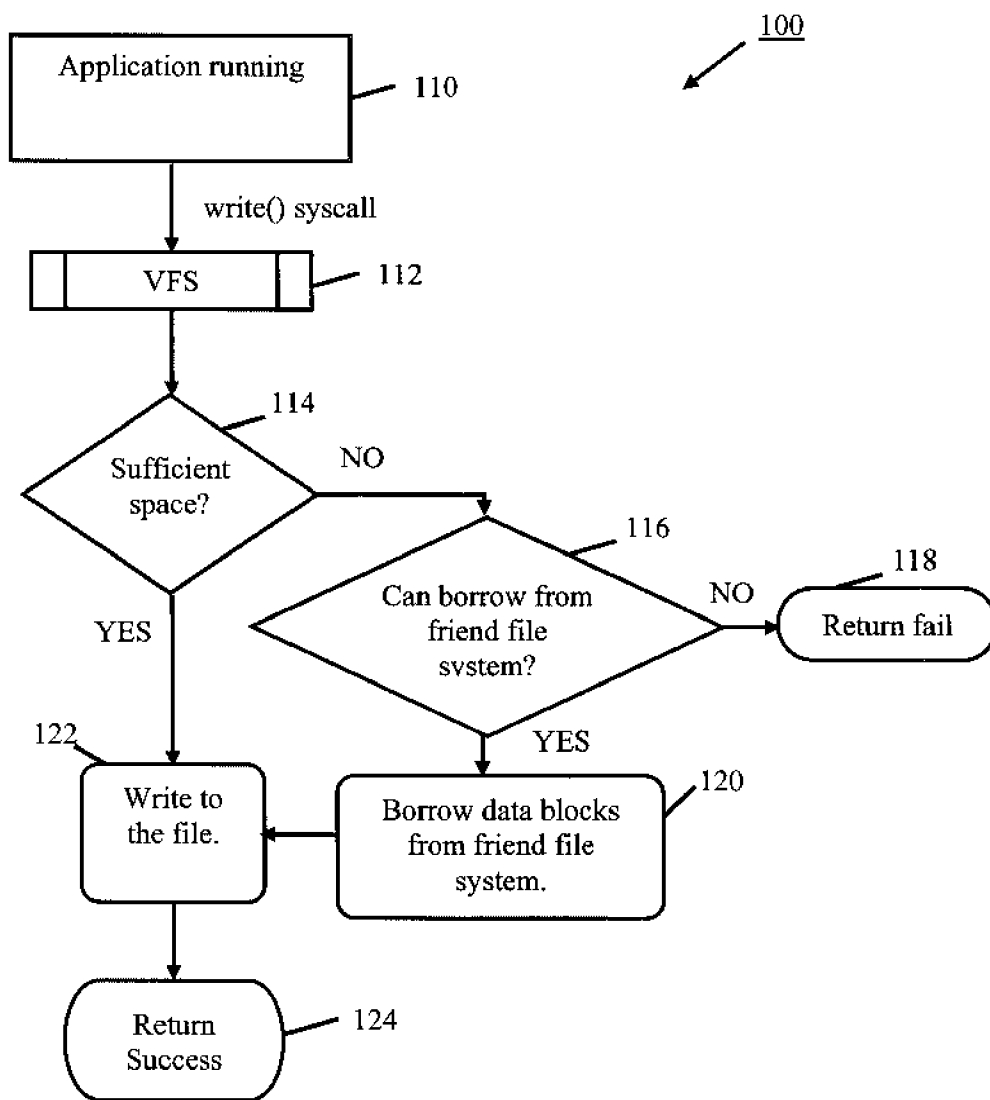 100
Application running
110
write() syscall
VFS
112
114
Sufficient
space?
NO
116
Can borrow from
friend file
system?
NO
118
Return fail
YES
YES
122
Write to
the file.
120
Borrow data blocks
from friend file
system.
Return
Success
124